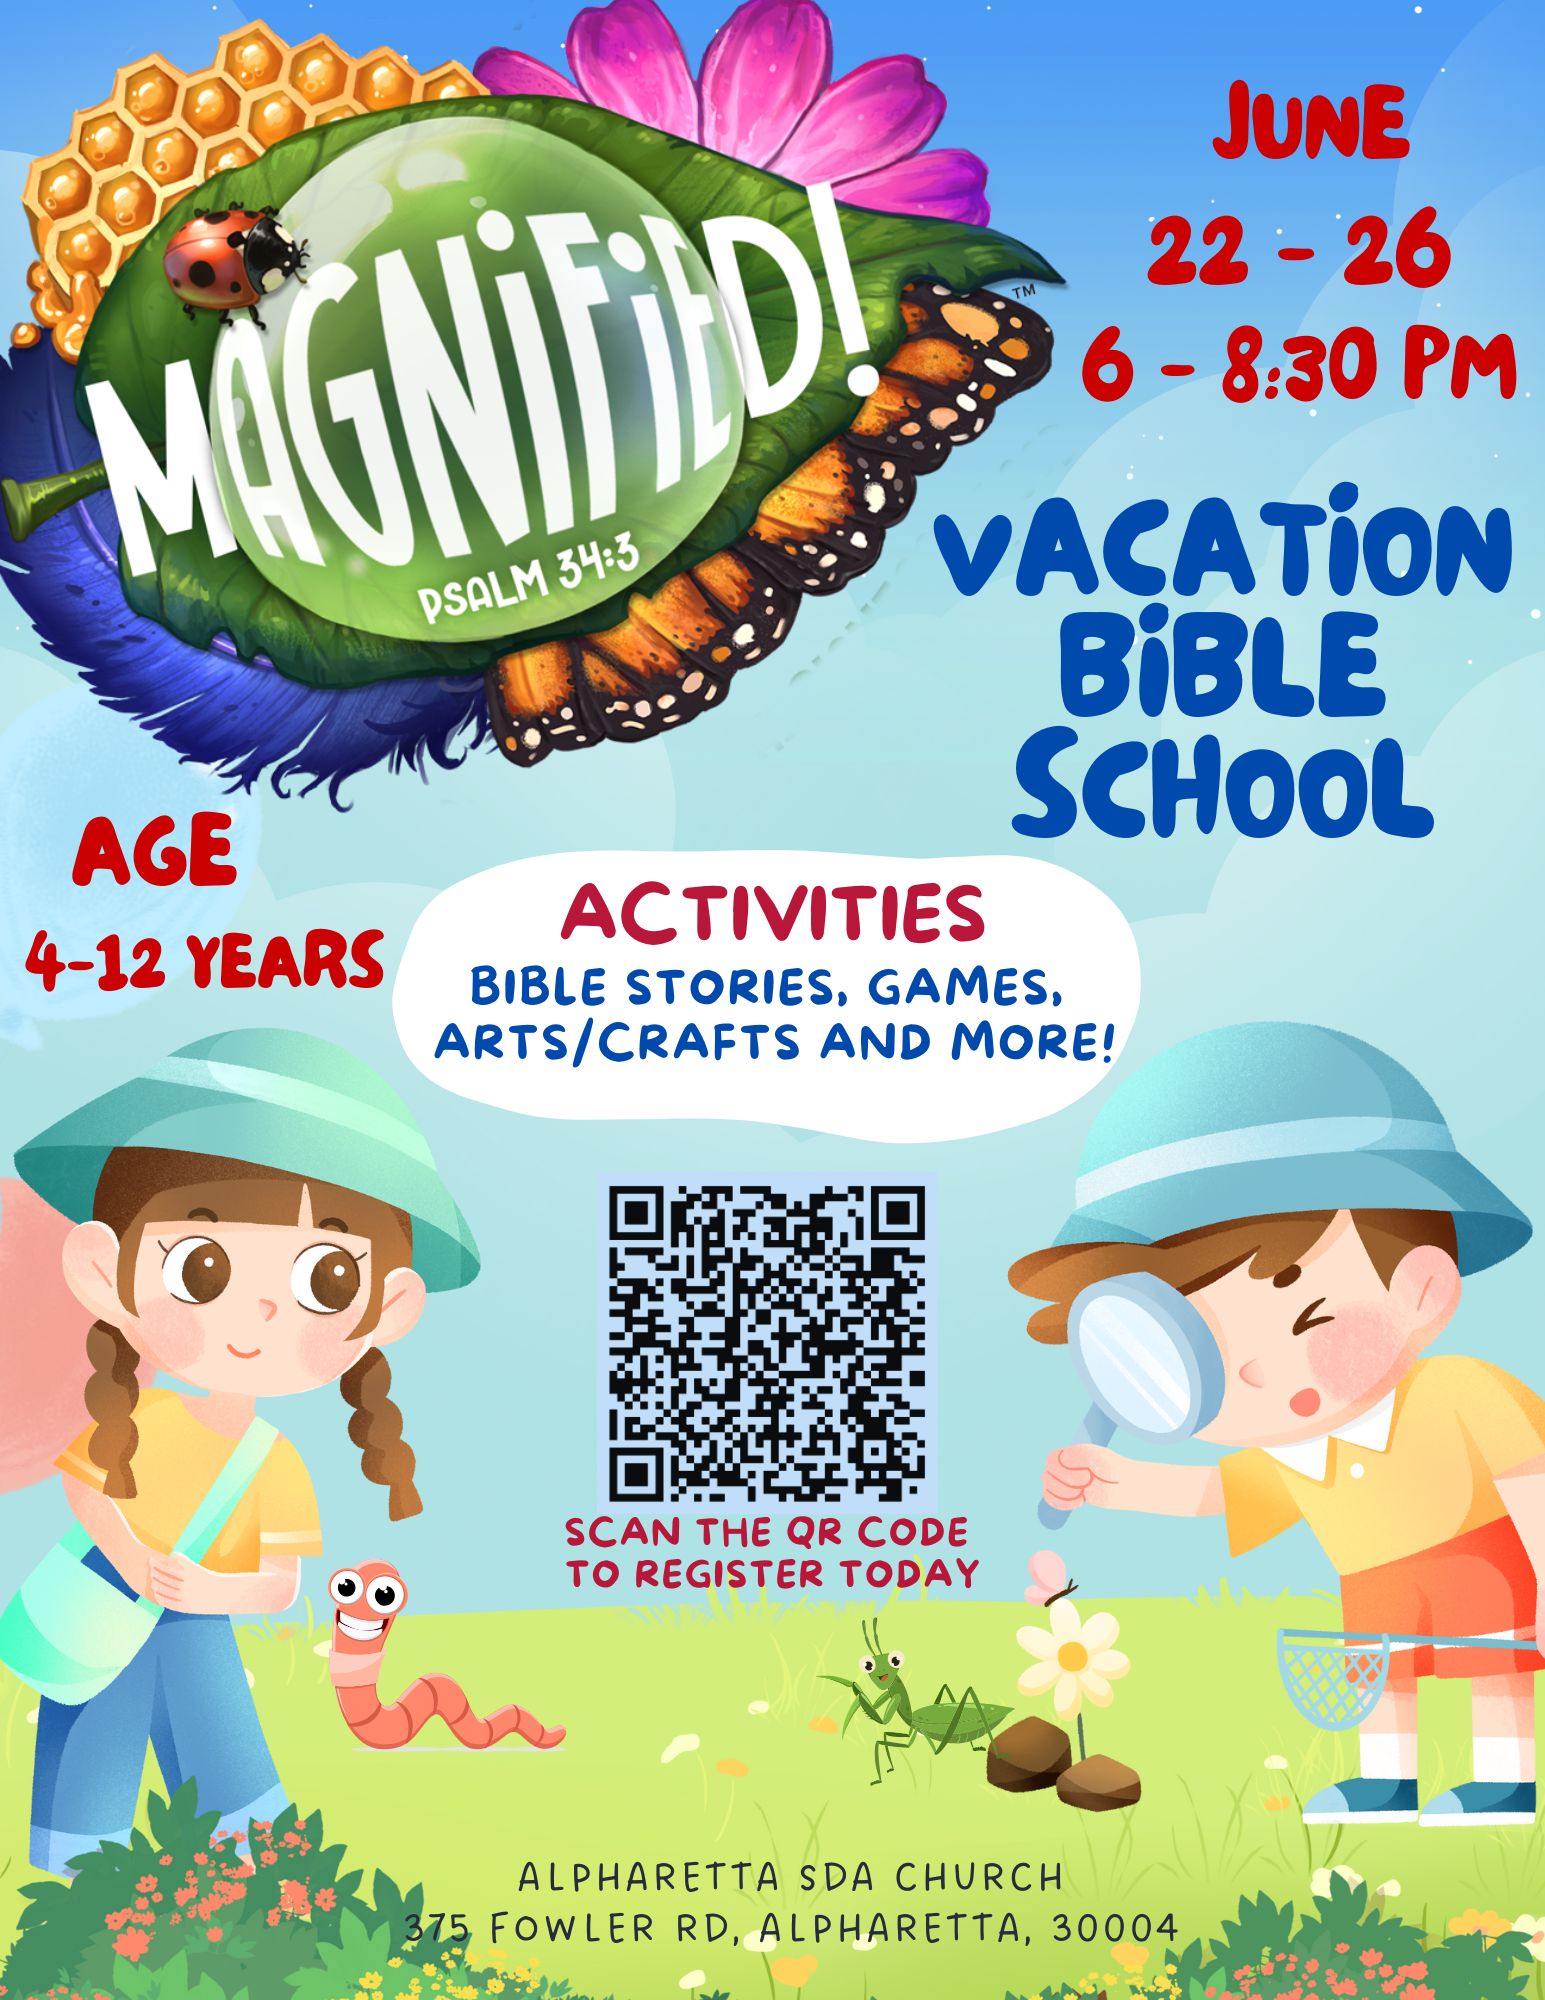 MAGNiFiED!
TM
PSALM 34:3
JUNE
22 - 26
6 - 8:30 PM
VACATiON
BiBLE
SCHOOL
AGE
4-12 YEARS
ACTIVITIES
BIBLE STORIES, GAMES,
ARTS/CRAFTS AND MORE!
SCAN THE QR CODE
TO REGISTER TODAY
ALPHARETTA SDA CHURCH
375 FOWLER RD, ALPHARETTA, 30004